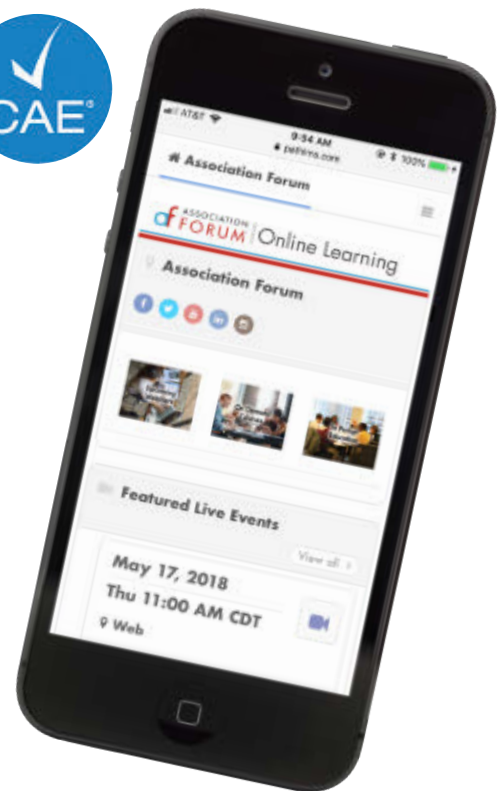 CAE®
AT&T
9:54 AM
100%
Association Forum
af ASSOCIATION FORUM | Online Learning
Association Forum
Featured Live Events
View all
May 17, 2018
Thu 11:00 AM CDT
Web